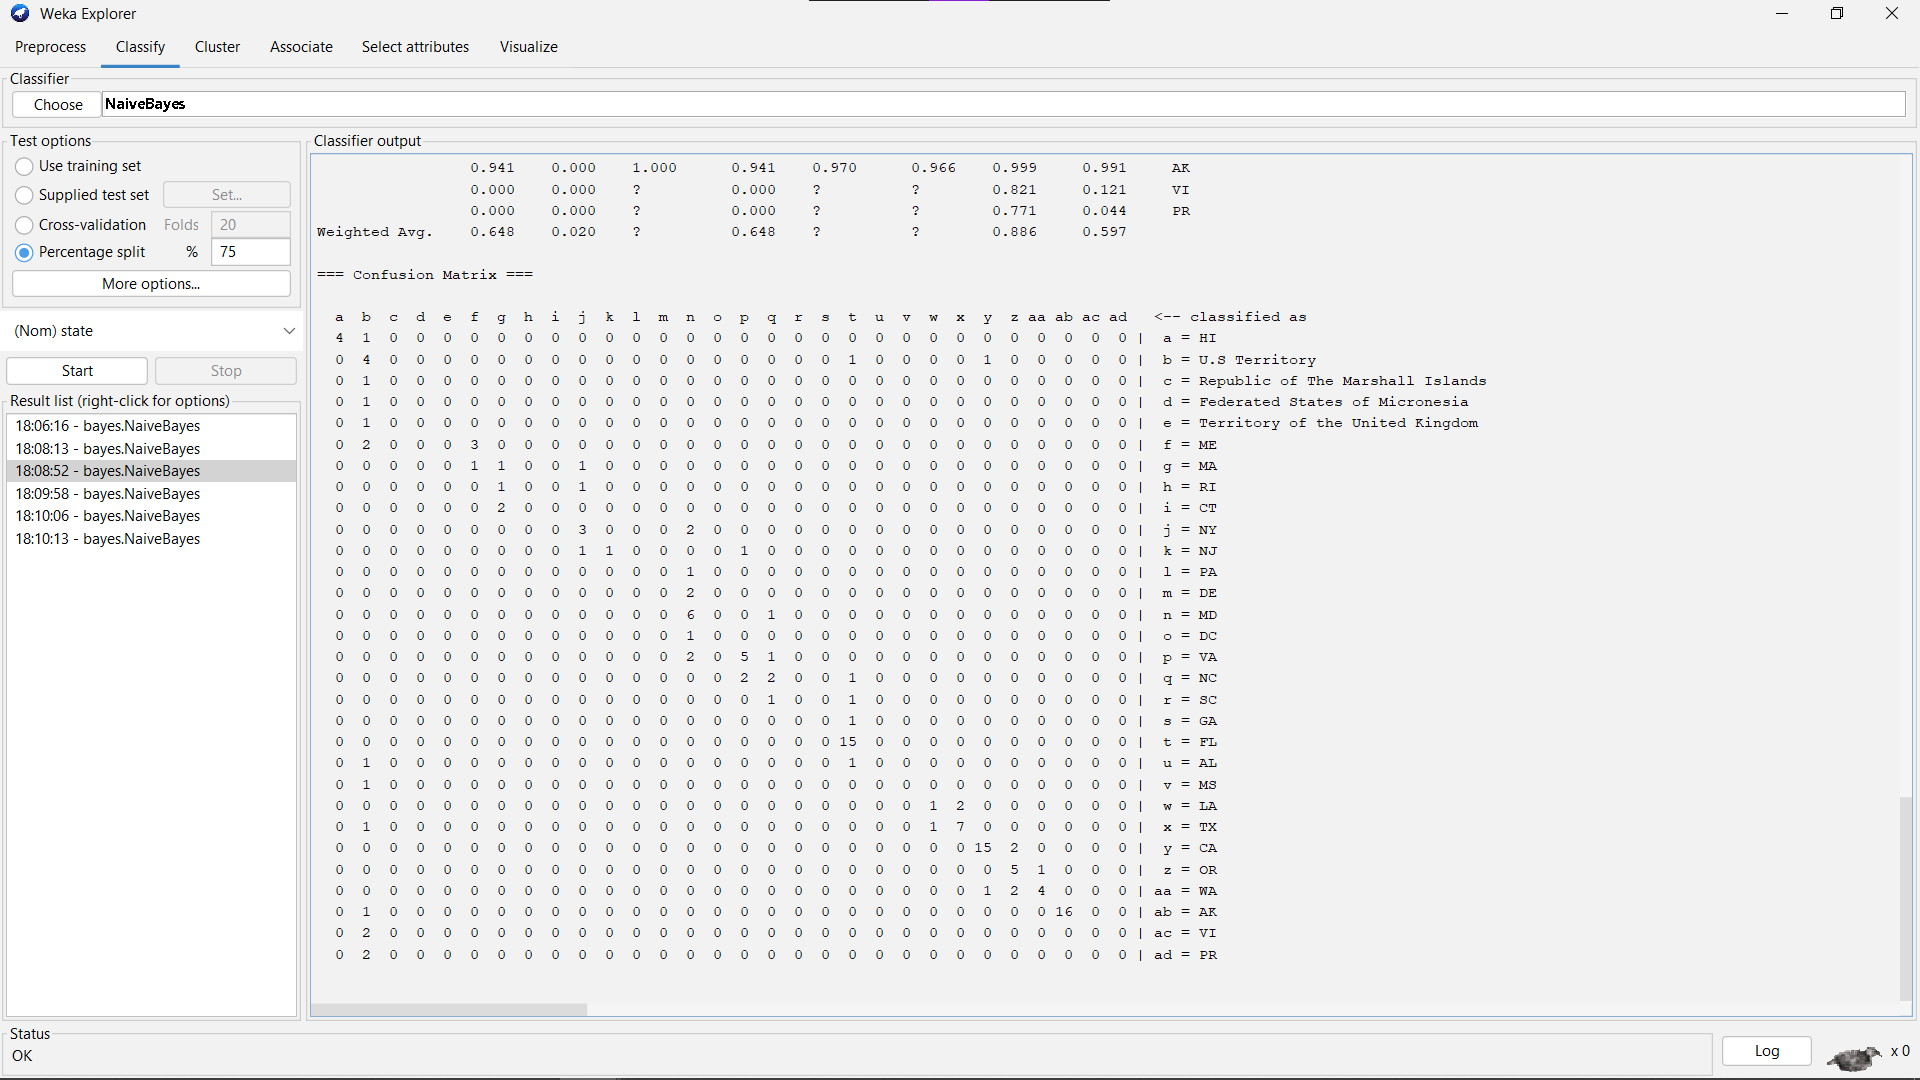 Weka Explorer
Preprocess Classify Cluster Associate Select attributes Visualize
Classifier
Choose NaiveBayes
Test options
Use training set
Supplied test set Set...
Cross-validation Folds 20
Percentage split % 75
More options...
(Nom) state
Start Stop
Result list (right-click for options)
18:06:16 - bayes.NaiveBayes
18:08:13 - bayes.NaiveBayes
18:08:52 - bayes.NaiveBayes
18:09:58 - bayes.NaiveBayes
18:10:06 - bayes.NaiveBayes
18:10:13 - bayes.NaiveBayes
Classifier output
0.941 0.000 1.000 0.941 0.970 0.966 0.999 0.991 AK
0.000 0.000 ? 0.000 ? ? 0.821 0.121 VI
0.000 0.000 ? 0.000 ? ? 0.771 0.044 PR
Weighted Avg. 0.648 0.020 ? 0.648 ? ? 0.886 0.597
=== Confusion Matrix ===
a b c d e f g h i j k l m n o p q r s t u v w x y z aa ab ac ad <-- classified as
4 1 0 0 0 0 0 0 0 0 0 0 0 0 0 0 0 0 0 0 0 0 0 0 0 0 0 0 0 0 | a = HI
0 4 0 0 0 0 0 0 0 0 0 0 0 0 0 0 0 0 0 1 0 0 0 0 1 0 0 0 0 0 | b = U.S Territory
0 1 0 0 0 0 0 0 0 0 0 0 0 0 0 0 0 0 0 0 0 0 0 0 0 0 0 0 0 0 | c = Republic of The Marshall Islands
0 1 0 0 0 0 0 0 0 0 0 0 0 0 0 0 0 0 0 0 0 0 0 0 0 0 0 0 0 0 | d = Federated States of Micronesia
0 1 0 0 0 0 0 0 0 0 0 0 0 0 0 0 0 0 0 0 0 0 0 0 0 0 0 0 0 0 | e = Territory of the United Kingdom
0 2 0 0 0 3 0 0 0 0 0 0 0 0 0 0 0 0 0 0 0 0 0 0 0 0 0 0 0 0 | f = ME
0 0 0 0 0 1 1 0 0 1 0 0 0 0 0 0 0 0 0 0 0 0 0 0 0 0 0 0 0 0 | g = MA
0 0 0 0 0 0 1 0 0 1 0 0 0 0 0 0 0 0 0 0 0 0 0 0 0 0 0 0 0 0 | h = RI
0 0 0 0 0 0 2 0 0 0 0 0 0 0 0 0 0 0 0 0 0 0 0 0 0 0 0 0 0 0 | i = CT
0 0 0 0 0 0 0 0 0 3 0 0 0 2 0 0 0 0 0 0 0 0 0 0 0 0 0 0 0 0 | j = NY
0 0 0 0 0 0 0 0 0 1 1 0 0 0 0 1 0 0 0 0 0 0 0 0 0 0 0 0 0 0 | k = NJ
0 0 0 0 0 0 0 0 0 0 0 0 0 1 0 0 0 0 0 0 0 0 0 0 0 0 0 0 0 0 | l = PA
0 0 0 0 0 0 0 0 0 0 0 0 0 2 0 0 0 0 0 0 0 0 0 0 0 0 0 0 0 0 | m = DE
0 0 0 0 0 0 0 0 0 0 0 0 0 6 0 0 1 0 0 0 0 0 0 0 0 0 0 0 0 0 | n = MD
0 0 0 0 0 0 0 0 0 0 0 0 0 1 0 0 0 0 0 0 0 0 0 0 0 0 0 0 0 0 | o = DC
0 0 0 0 0 0 0 0 0 0 0 0 0 2 0 5 1 0 0 0 0 0 0 0 0 0 0 0 0 0 | p = VA
0 0 0 0 0 0 0 0 0 0 0 0 0 0 0 2 2 0 0 1 0 0 0 0 0 0 0 0 0 0 | q = NC
0 0 0 0 0 0 0 0 0 0 0 0 0 0 0 0 1 0 0 1 0 0 0 0 0 0 0 0 0 0 | r = SC
0 0 0 0 0 0 0 0 0 0 0 0 0 0 0 0 0 0 0 1 0 0 0 0 0 0 0 0 0 0 | s = GA
0 0 0 0 0 0 0 0 0 0 0 0 0 0 0 0 0 0 0 15 0 0 0 0 0 0 0 0 0 0 | t = FL
0 1 0 0 0 0 0 0 0 0 0 0 0 0 0 0 0 0 0 1 0 0 0 0 0 0 0 0 0 0 | u = AL
0 1 0 0 0 0 0 0 0 0 0 0 0 0 0 0 0 0 0 0 0 0 0 0 0 0 0 0 0 0 | v = MS
0 0 0 0 0 0 0 0 0 0 0 0 0 0 0 0 0 0 0 0 0 0 1 2 0 0 0 0 0 0 | w = LA
0 1 0 0 0 0 0 0 0 0 0 0 0 0 0 0 0 0 0 0 0 0 1 7 0 0 0 0 0 0 | x = TX
0 0 0 0 0 0 0 0 0 0 0 0 0 0 0 0 0 0 0 0 0 0 0 0 15 2 0 0 0 0 | y = CA
0 0 0 0 0 0 0 0 0 0 0 0 0 0 0 0 0 0 0 0 0 0 0 0 0 5 1 0 0 0 | z = OR
0 0 0 0 0 0 0 0 0 0 0 0 0 0 0 0 0 0 0 0 0 0 0 0 1 2 4 0 0 0 | aa = WA
0 1 0 0 0 0 0 0 0 0 0 0 0 0 0 0 0 0 0 0 0 0 0 0 0 0 0 16 0 0 | ab = AK
0 2 0 0 0 0 0 0 0 0 0 0 0 0 0 0 0 0 0 0 0 0 0 0 0 0 0 0 0 0 | ac = VI
0 2 0 0 0 0 0 0 0 0 0 0 0 0 0 0 0 0 0 0 0 0 0 0 0 0 0 0 0 0 | ad = PR
Status
OK
Log x 0